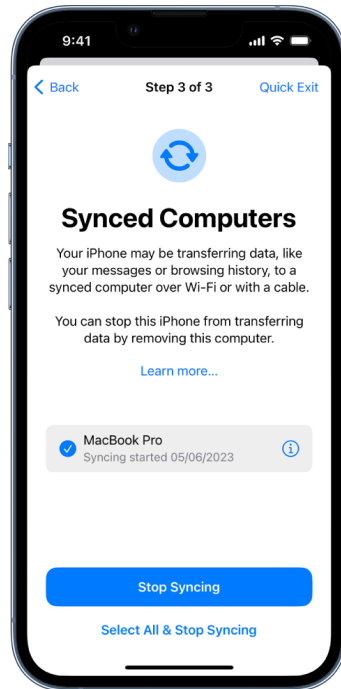 9:41
Back
Step 3 of 3
Quick Exit
Synced Computers
Your iPhone may be transferring data, like
your messages or browsing history, to a
synced computer over Wi-Fi or with a cable.
You can stop this iPhone from transferring
data by removing this computer.
Learn more...
MacBook Pro
Syncing started 05/06/2023
Stop Syncing
Select All & Stop Syncing